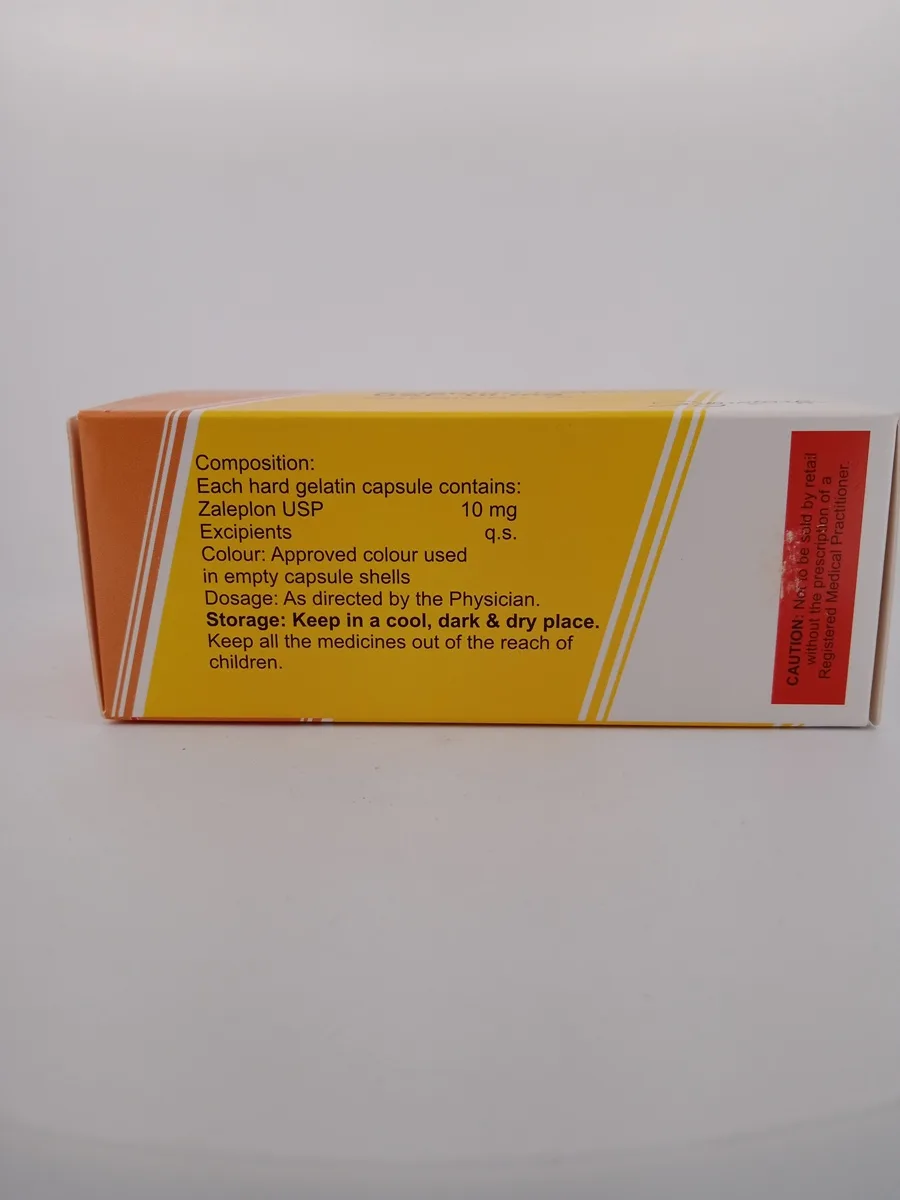 Composition:
Each hard gelatin capsule contains:
Zaleplon USP 10 mg
Excipients q.s.
Colour: Approved colour used
in empty capsule shells
Dosage: As directed by the Physician.
Storage: Keep in a cool, dark & dry place.
Keep all the medicines out of the reach of
children.
CAUTION: Not to be sold by retail
without the prescription of a
Registered Medical Practitioner.